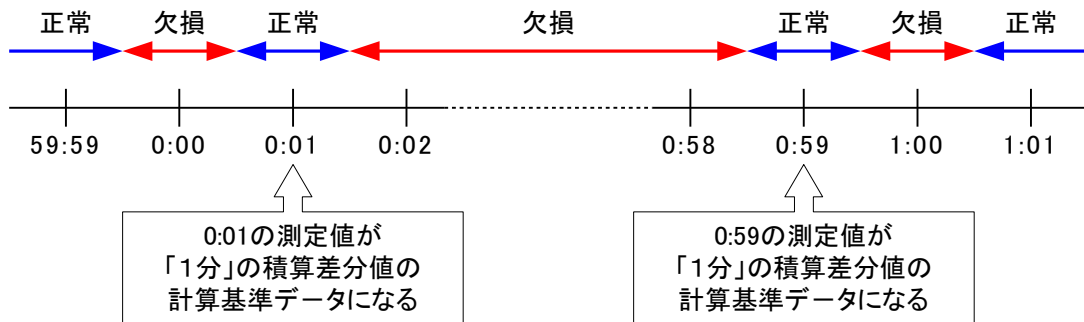 正常 欠損 正常 欠損 正常 欠損 正常
59:59 0:00 0:01 0:02 0:58 0:59 1:00 1:01
0:01の測定値が
「1分」の積算差分値の
計算基準データになる
0:59の測定値が
「1分」の積算差分値の
計算基準データになる